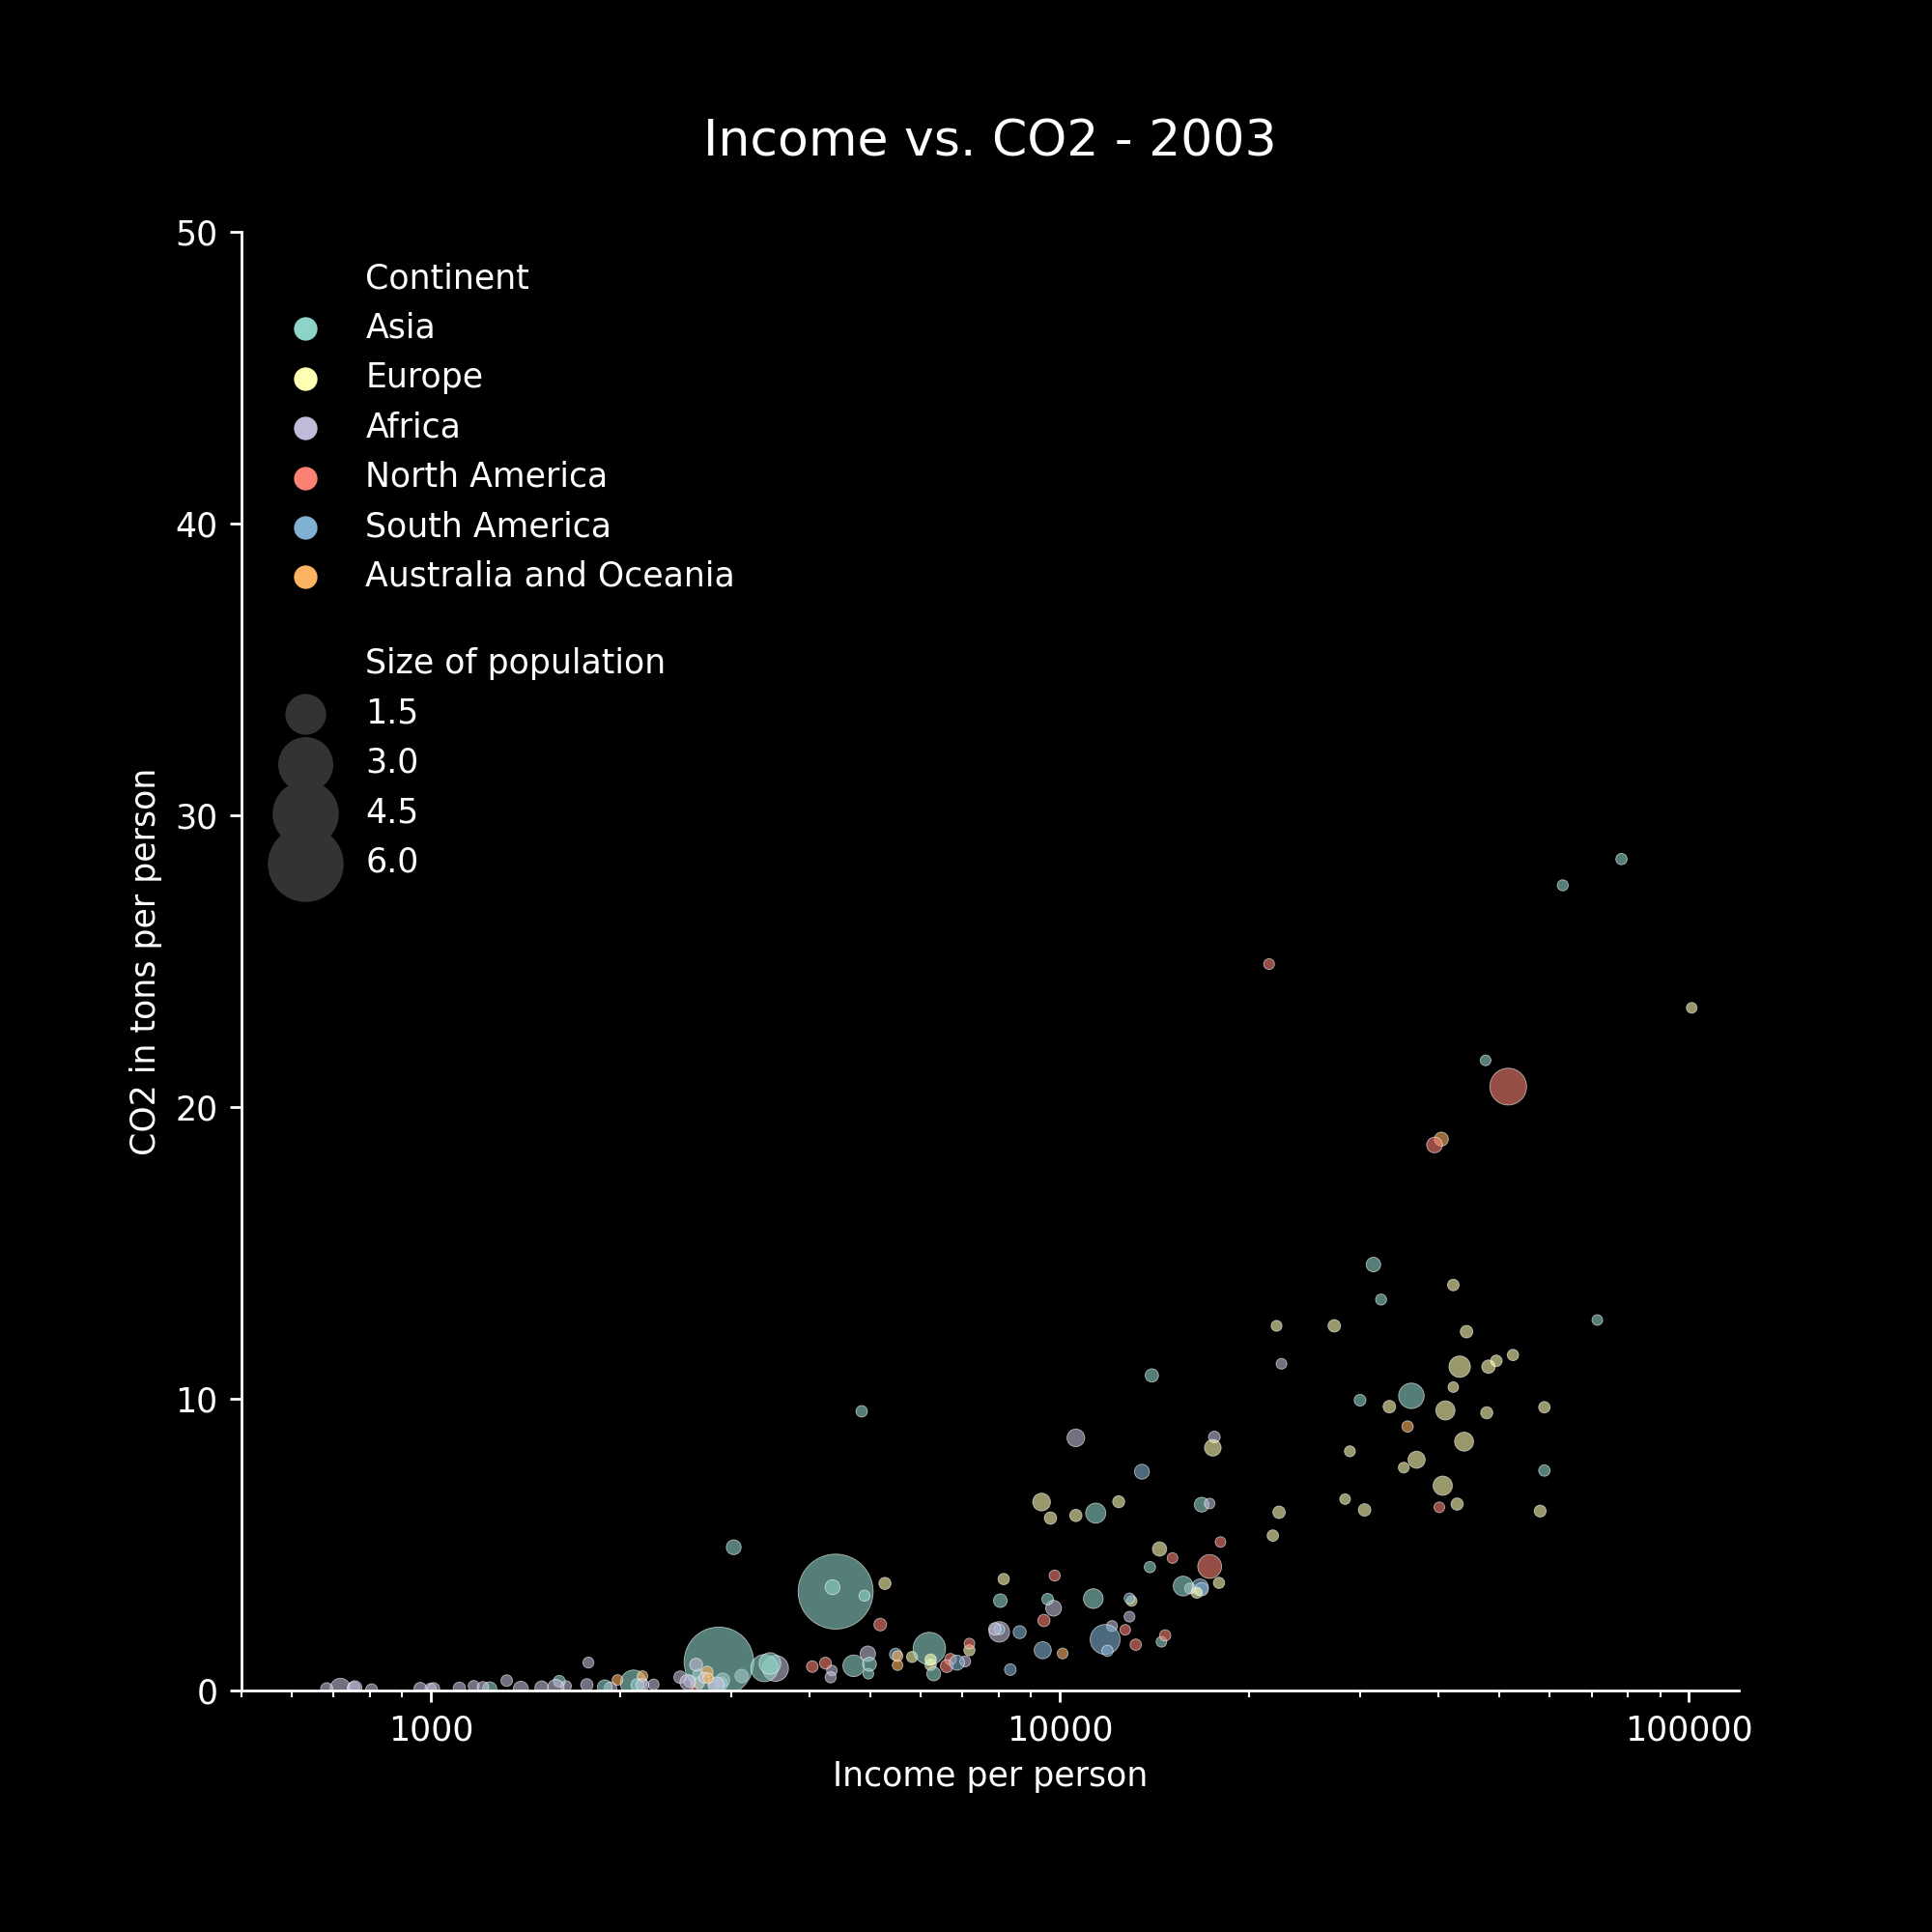 Income vs. CO2 - 2003
50
Continent
Asia
Europe
Africa
North America
South America
Australia and Oceania
Size of population
1.5
3.0
4.5
6.0
40
30
20
10
0
CO2 in tons per person
1000
10000
100000
Income per person